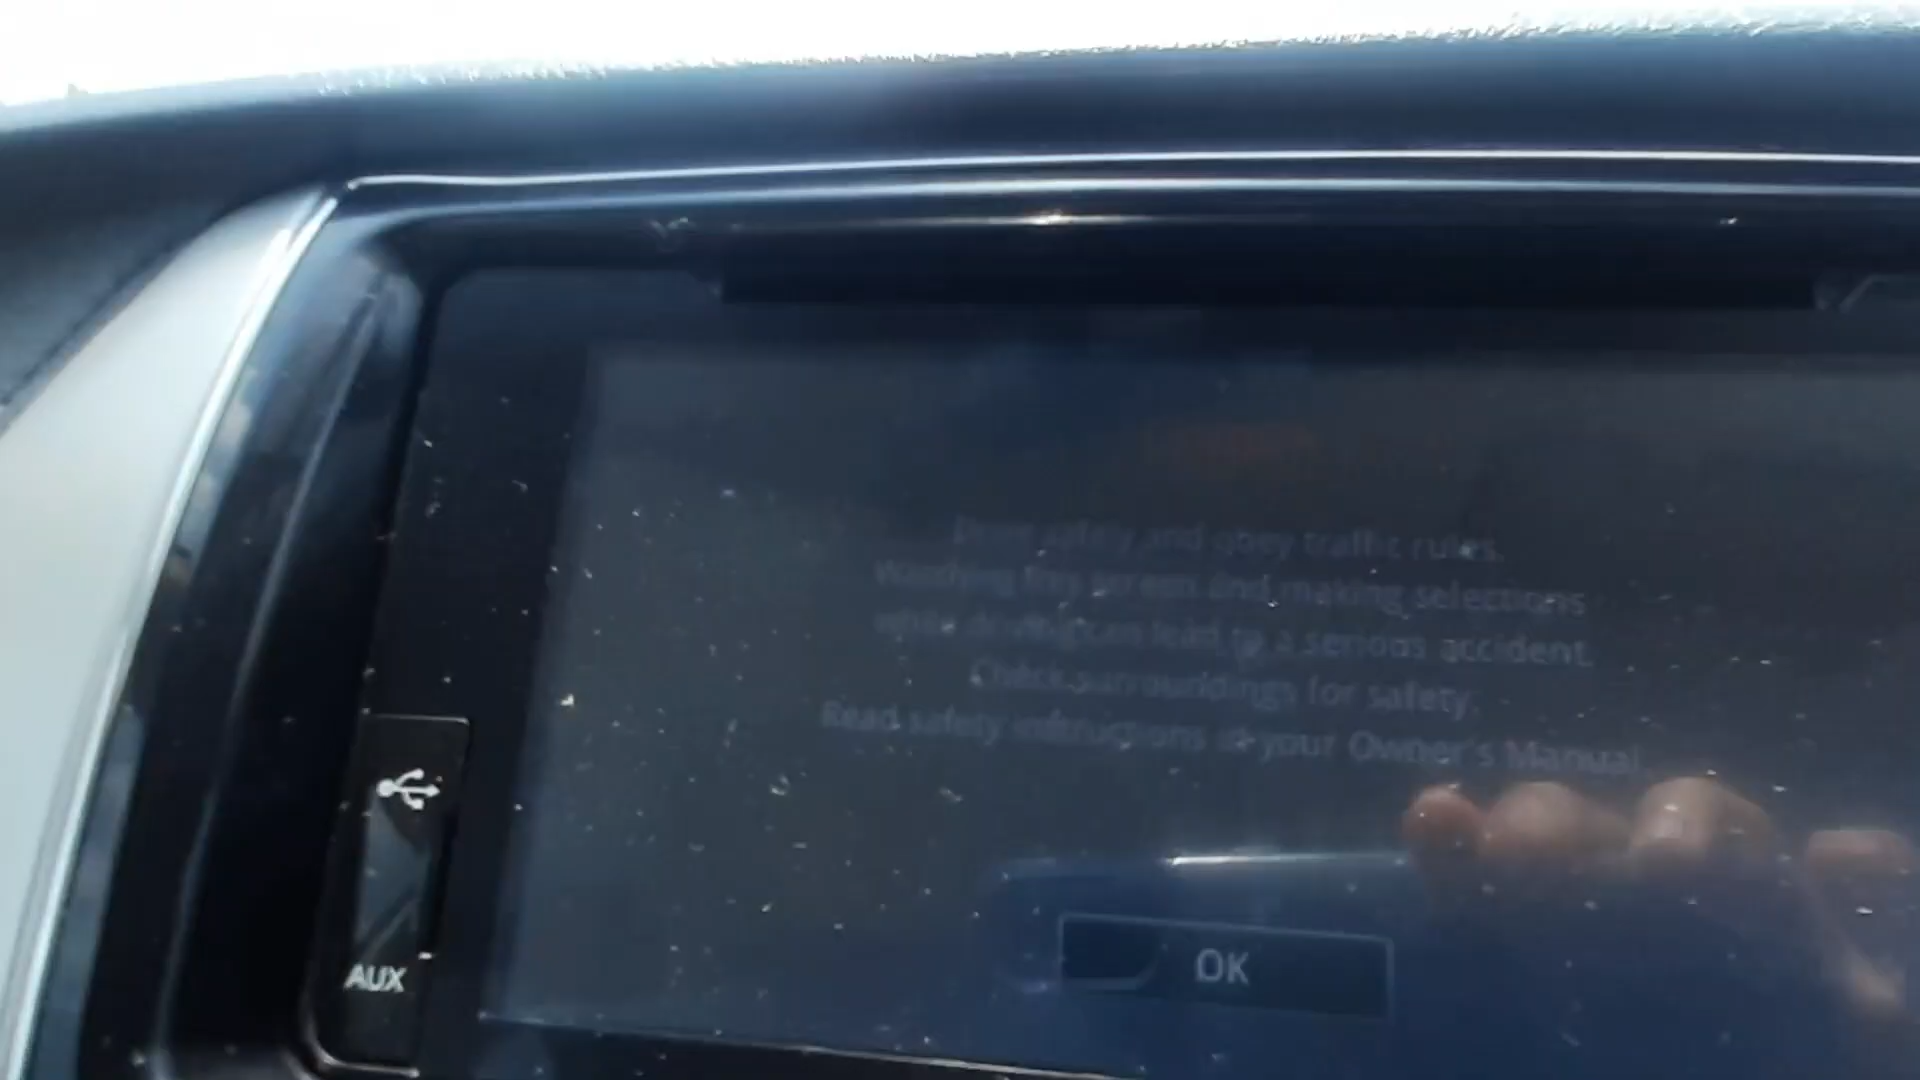 Drive safely and obey traffic rules.
Watching this screen and making selections
while driving can lead to a serious accident.
Check surroundings for safety.
Read safety instructions in your Owner's Manual.
OK
AUX